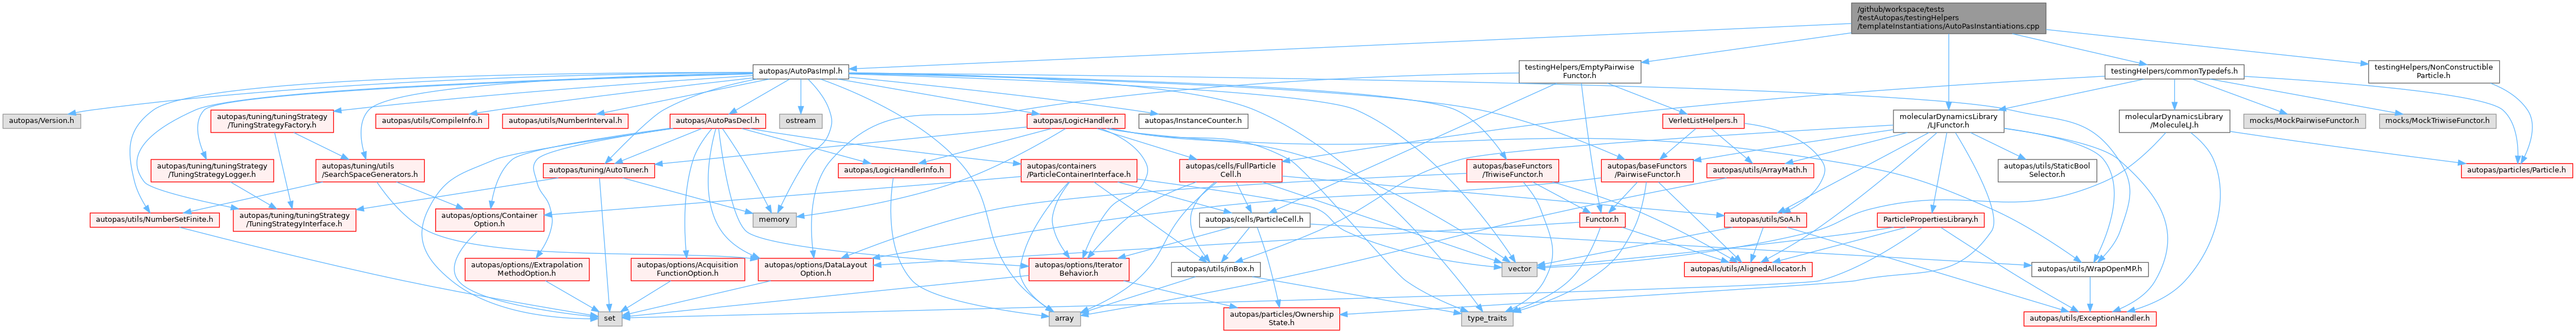 /github/workspace/tests
/testAutopas/testingHelpers
/templateInstantiations/AutoPasInstantiations.cpp
autopas/AutoPasImpl.h
testingHelpers/EmptyPairwise
Functor.h
testingHelpers/commonTypedefs.h
testingHelpers/NonConstructible
Particle.h
autopas/Version.h
autopas/tuning/tuningStrategy
/TuningStrategyFactory.h
autopas/utils/CompileInfo.h
autopas/utils/NumberInterval.h
autopas/AutoPasDecl.h
ostream
autopas/LogicHandler.h
autopas/InstanceCounter.h
VerletListHelpers.h
molecularDynamicsLibrary
/LJFunctor.h
molecularDynamicsLibrary
/MoleculeLJ.h
mocks/MockPairwiseFunctor.h
mocks/MockTriwiseFunctor.h
autopas/tuning/tuningStrategy
/TuningStrategyLogger.h
autopas/tuning/utils
/SearchSpaceGenerators.h
autopas/tuning/AutoTuner.h
autopas/LogicHandlerInfo.h
autopas/containers
/ParticleContainerInterface.h
autopas/cells/FullParticle
Cell.h
autopas/baseFunctors
/TriwiseFunctor.h
autopas/baseFunctors
/PairwiseFunctor.h
autopas/utils/ArrayMath.h
autopas/utils/StaticBool
Selector.h
autopas/particles/Particle.h
autopas/utils/NumberSetFinite.h
autopas/tuning/tuningStrategy
/TuningStrategyInterface.h
autopas/options/Container
Option.h
memory
autopas/cells/ParticleCell.h
Functor.h
autopas/utils/SoA.h
ParticlePropertiesLibrary.h
autopas/options//Extrapolation
MethodOption.h
autopas/options/Acquisition
FunctionOption.h
autopas/options/DataLayout
Option.h
autopas/options/Iterator
Behavior.h
autopas/utils/inBox.h
vector
autopas/utils/AlignedAllocator.h
autopas/utils/WrapOpenMP.h
set
array
autopas/particles/Ownership
State.h
type_traits
autopas/utils/ExceptionHandler.h